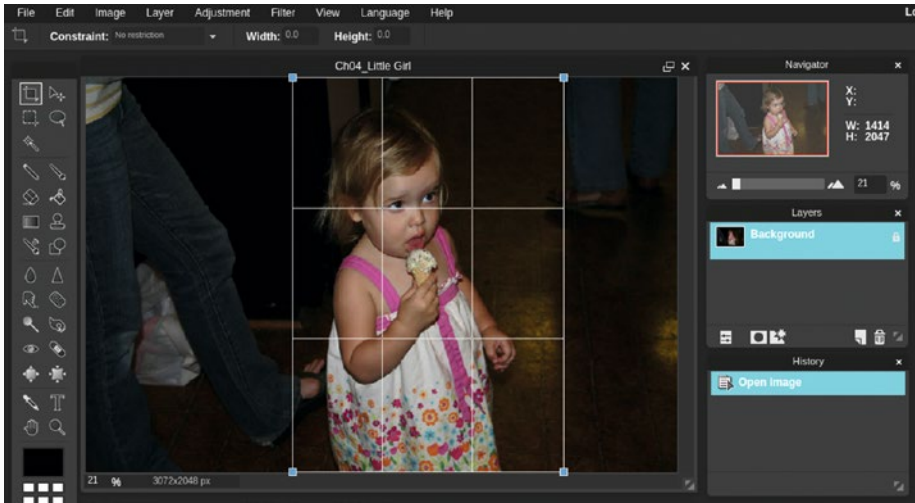 File Edit Image Layer Adjustment Filter View Language Help
Constraint: No restriction Width: 0.0 Height: 0.0
Ch04_Little Girl
Navigator
X:
Y:
W: 1414
H: 2047
21 %
Layers
Background
History
Open image
21 % 3072x2048 px